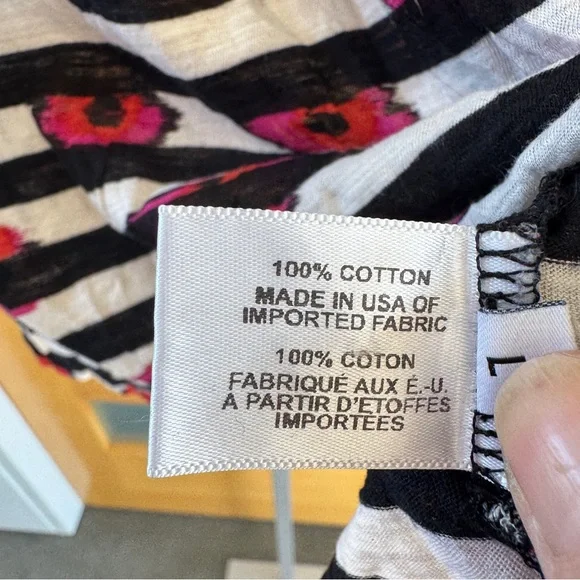 100% COTTON
MADE IN USA OF
IMPORTED FABRIC
100% COTON
FABRIQUÉ AUX É.-U.
A PARTIR D'ETOFFES
IMPORTÉES
L